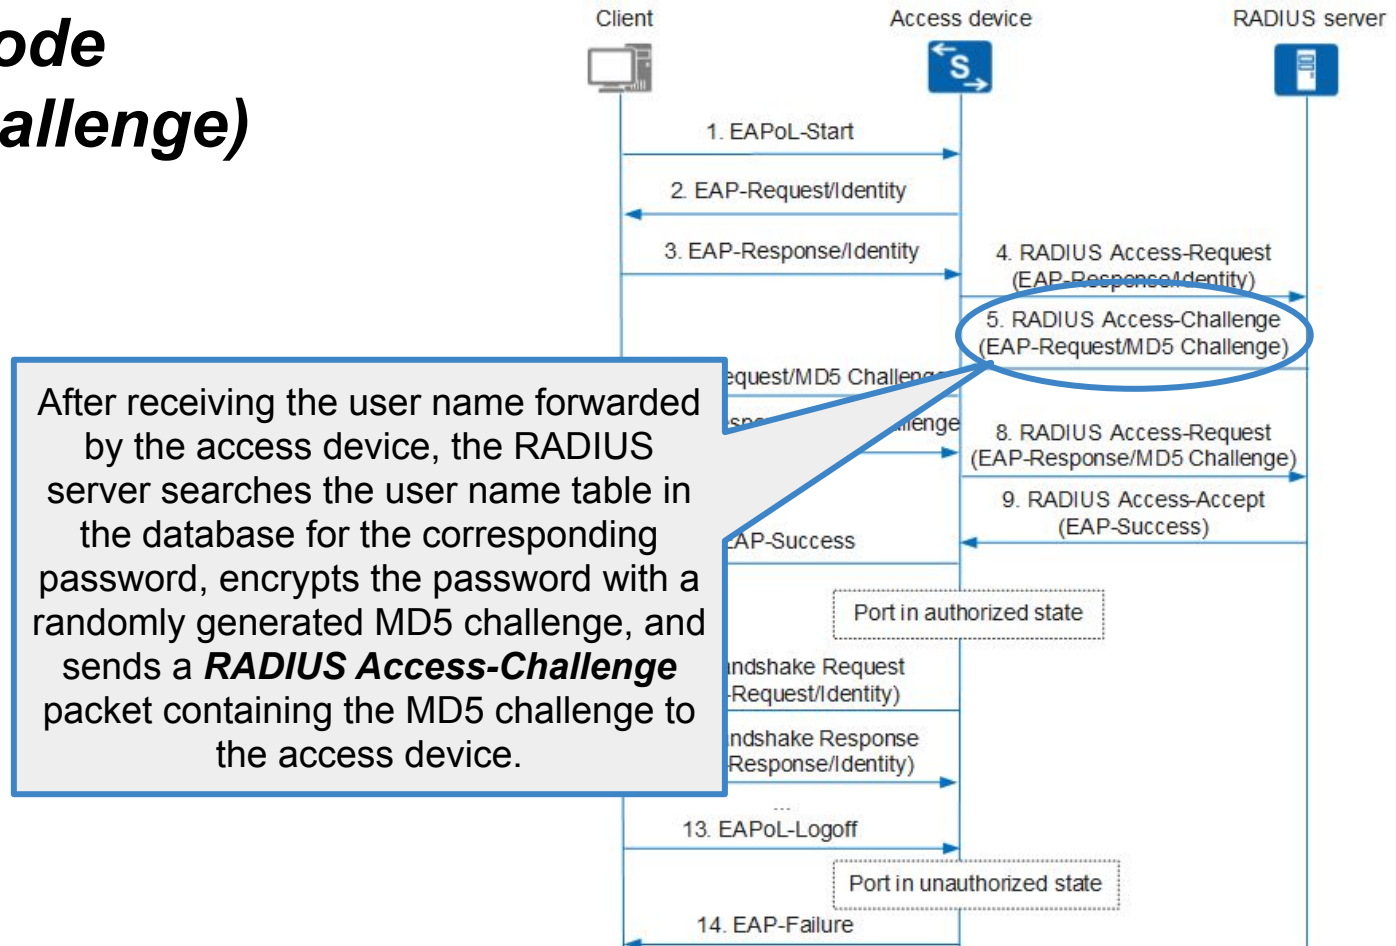 ode
allenge)
Client
Access device
RADIUS server
S
1. EAPoL-Start
2. EAP-Request/Identity
3. EAP-Response/Identity
4. RADIUS Access-Request
(EAP-Response/Identity)
5. RADIUS Access-Challenge
(EAP-Request/MD5 Challenge)
equest/MD5 Challenge
allenge
8. RADIUS Access-Request
(EAP-Response/MD5 Challenge)
9. RADIUS Access-Accept
(EAP-Success)
EAP-Success
After receiving the user name forwarded
by the access device, the RADIUS
server searches the user name table in
the database for the corresponding
password, encrypts the password with a
randomly generated MD5 challenge, and
sends a RADIUS Access-Challenge
packet containing the MD5 challenge to
the access device.
Port in authorized state
ndshake Request
-Request/Identity)
ndshake Response
-Response/Identity)
...
13. EAPoL-Logoff
Port in unauthorized state
14. EAP-Failure